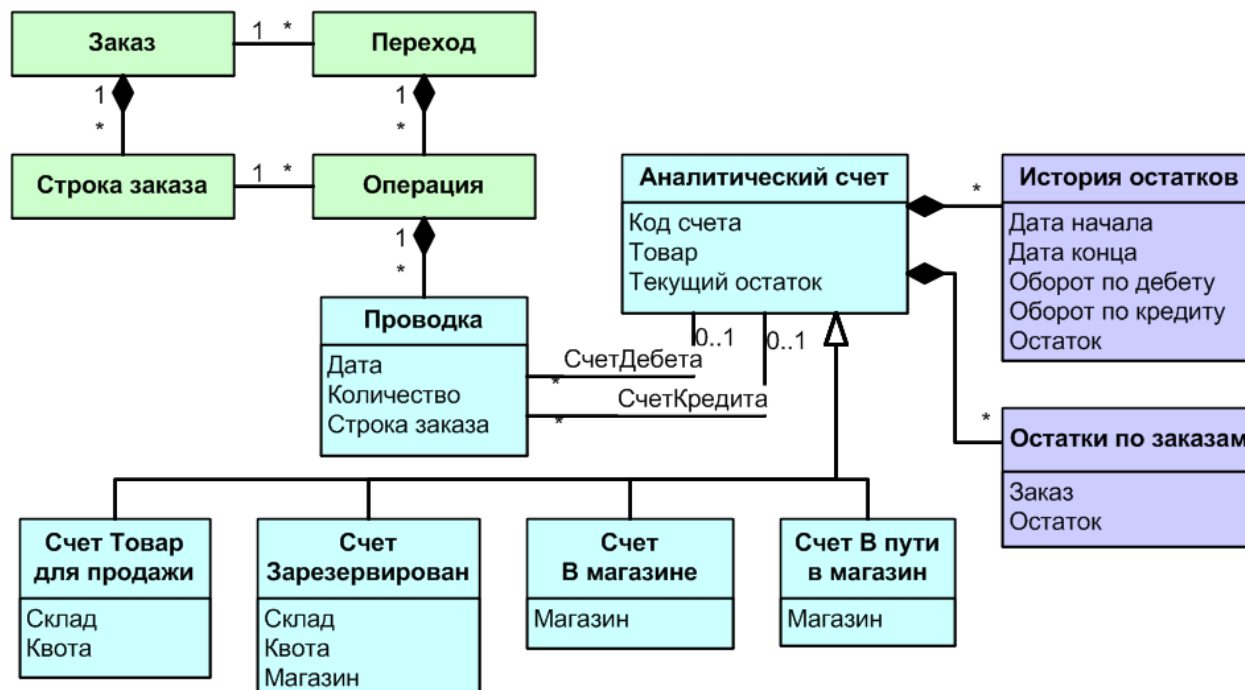 Заказ
1 *
Переход
1
*
1
*
Строка заказа
1 *
Операция
1
*
Проводка
Дата
Количество
Строка заказа
Аналитический счет
Код счета
Товар
Текущий остаток
0..1
0..1
СчетДебета
*
СчетКредита
*
*
История остатков
Дата начала
Дата конца
Оборот по дебету
Оборот по кредиту
Остаток
*
Остатки по заказам
Заказ
Остаток
Счет Товар
для продажи
Склад
Квота
Счет
Зарезервирован
Склад
Квота
Магазин
Счет
В магазине
Магазин
Счет В пути
в магазин
Магазин